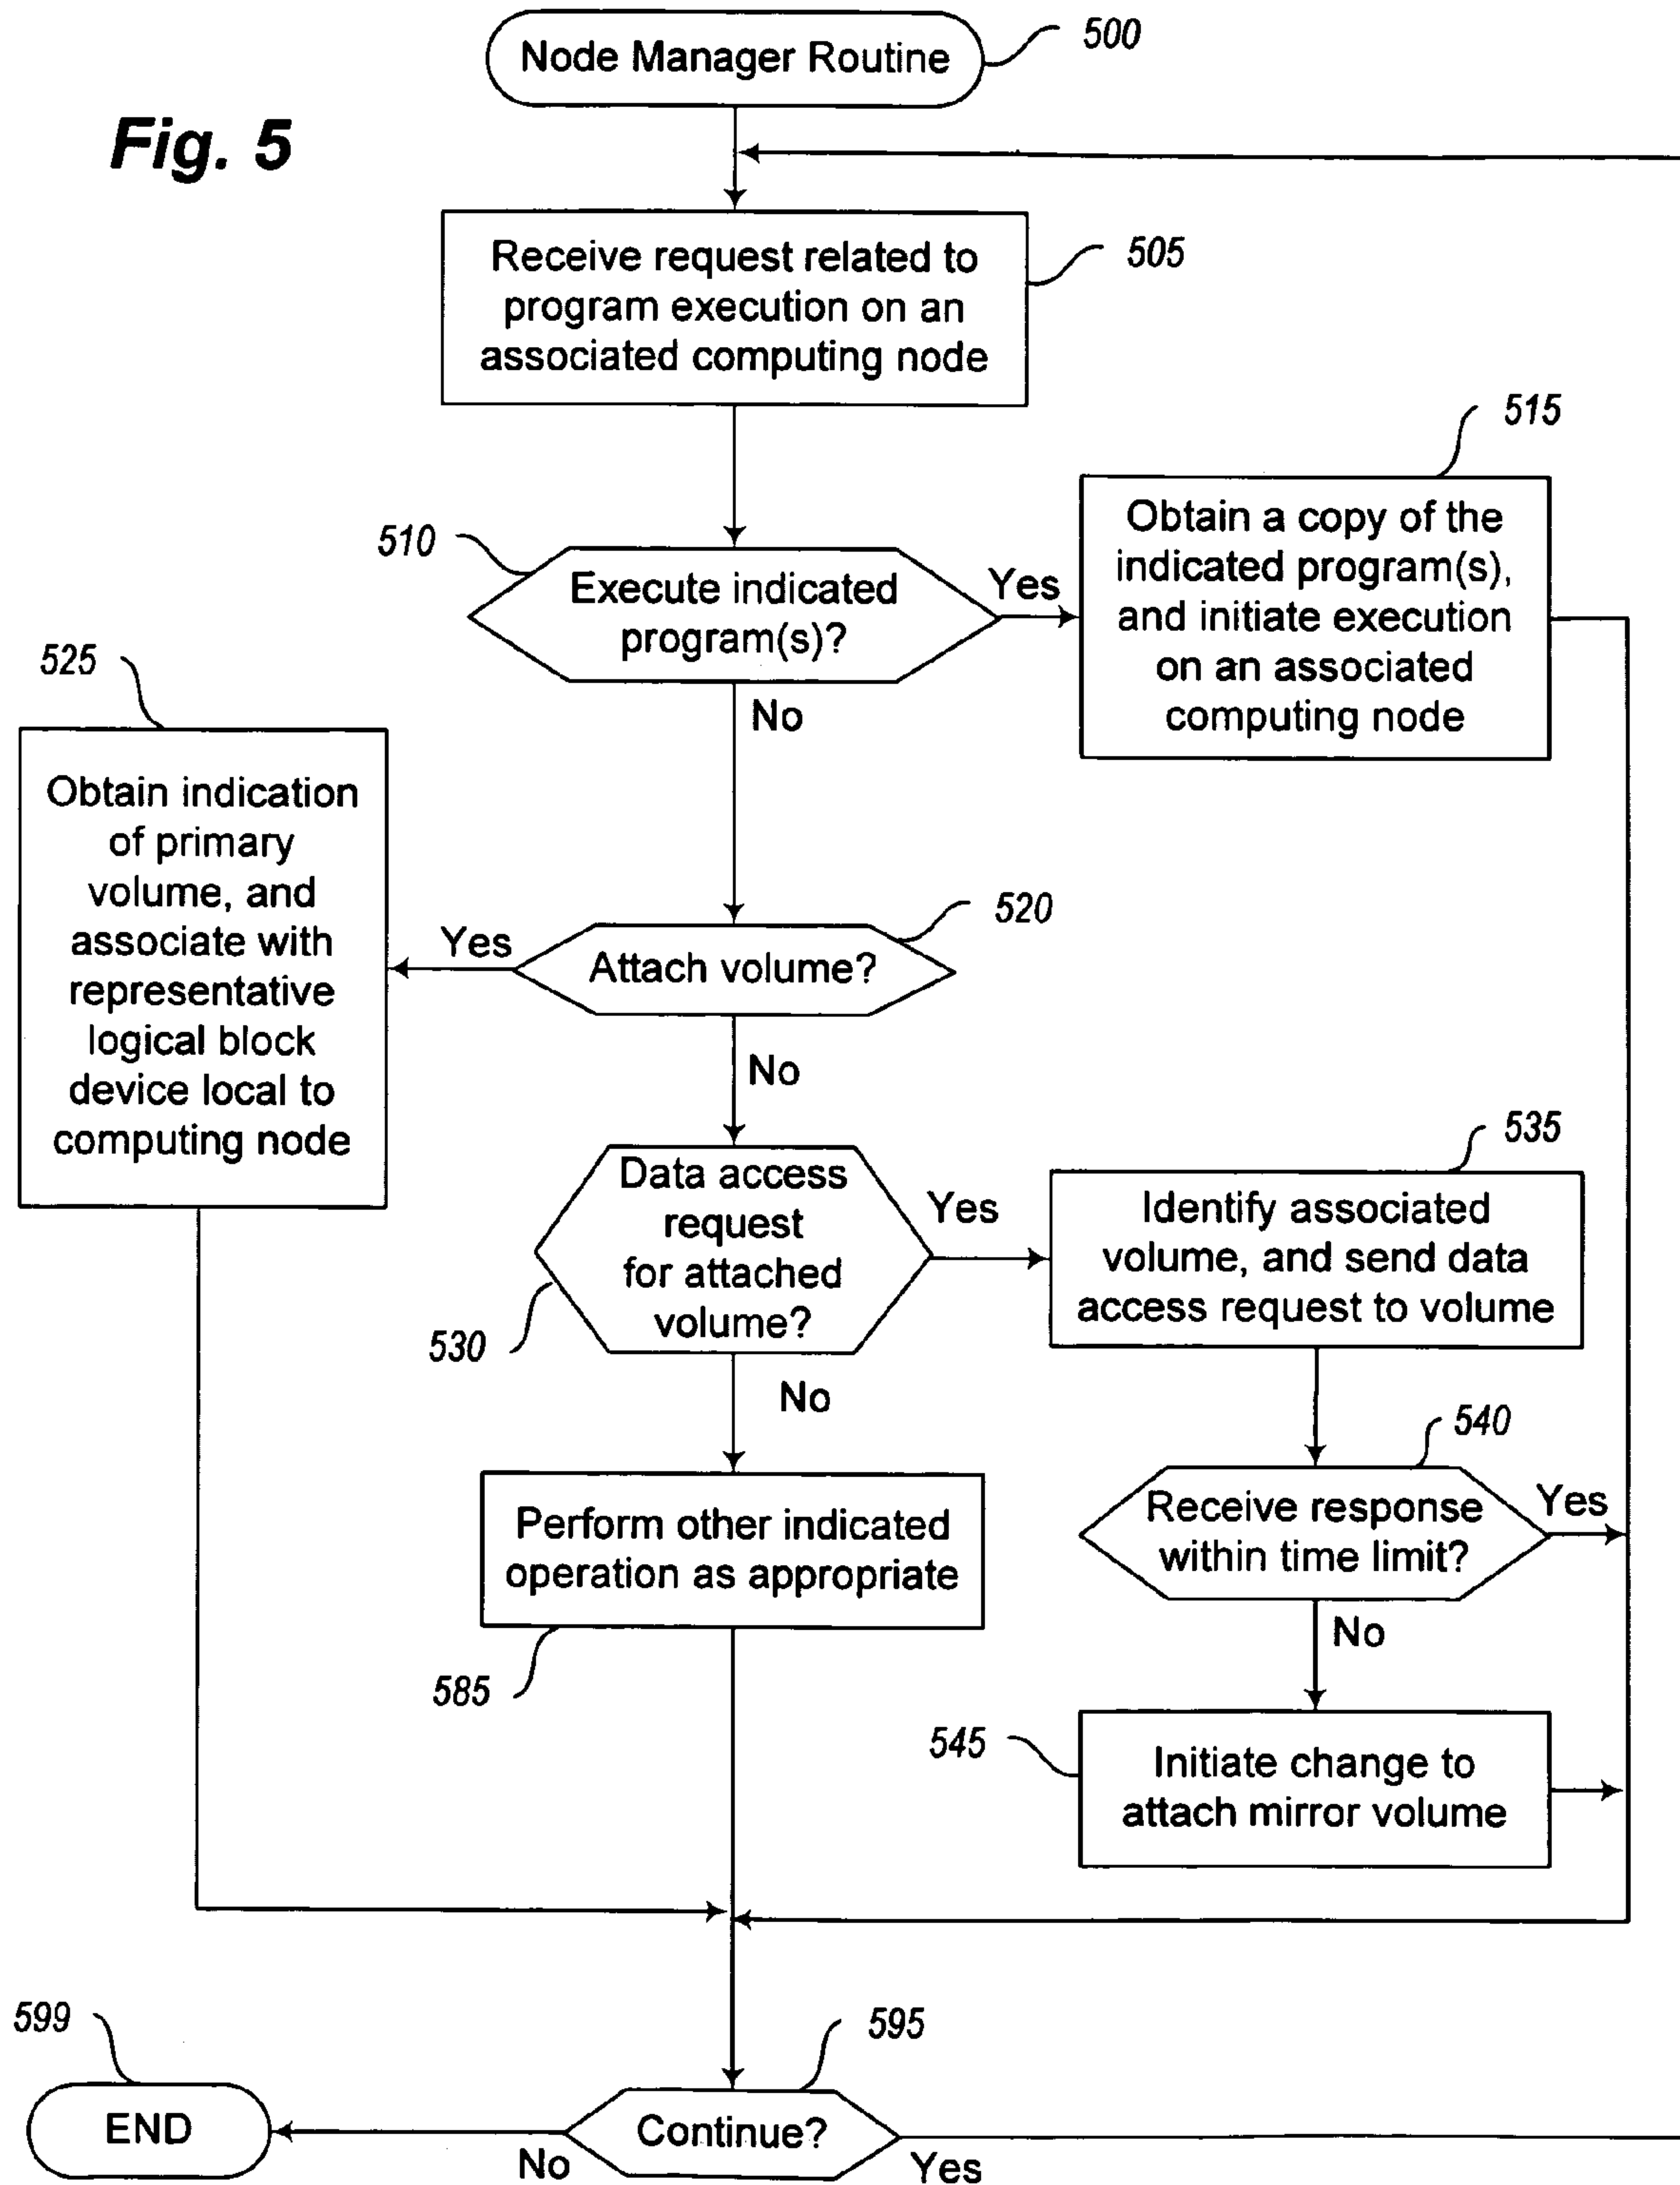 Fig. 5
Node Manager Routine
500
Receive request related to
program execution on an
associated computing node
505
510
Execute indicated
program(s)?
Yes
No
515
Obtain a copy of the
indicated program(s),
and initiate execution
on an associated
computing node
525
Obtain indication
of primary
volume, and
associate with
representative
logical block
device local to
computing node
520
Attach volume?
Yes
No
530
Data access
request
for attached
volume?
Yes
No
535
Identify associated
volume, and send data
access request to volume
540
Receive response
within time limit?
Yes
No
Perform other indicated
operation as appropriate
585
545
Initiate change to
attach mirror volume
599
END
595
Continue?
No
Yes